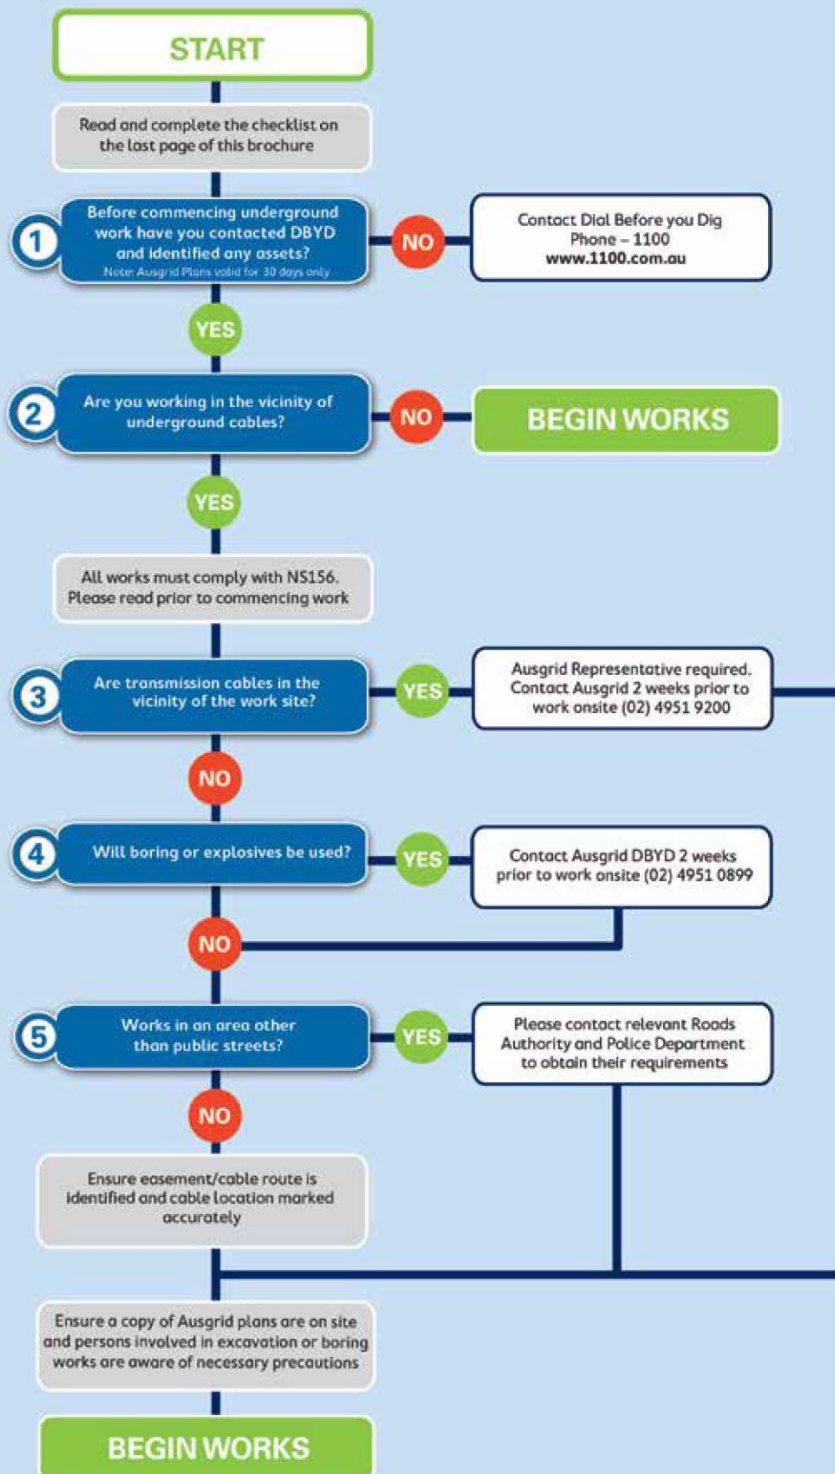 START
Read and complete the checklist on
the last page of this brochure
1
Before commencing underground
work have you contacted DBYD
and identified any assets?
Note: Ausgrid Plans valid for 30 days only
NO
Contact Dial Before you Dig
Phone – 1100
www.1100.com.au
YES
2
Are you working in the vicinity of
underground cables?
NO
BEGIN WORKS
YES
All works must comply with NS156.
Please read prior to commencing work
3
Are transmission cables in the
vicinity of the work site?
YES
Ausgrid Representative required.
Contact Ausgrid 2 weeks prior to
work onsite (02) 4951 9200
NO
4
Will boring or explosives be used?
YES
Contact Ausgrid DBYD 2 weeks
prior to work onsite (02) 4951 0899
NO
5
Works in an area other
than public streets?
YES
Please contact relevant Roads
Authority and Police Department
to obtain their requirements
NO
Ensure easement/cable route is
identified and cable location marked
accurately
Ensure a copy of Ausgrid plans are on site
and persons involved in excavation or boring
works are aware of necessary precautions
BEGIN WORKS